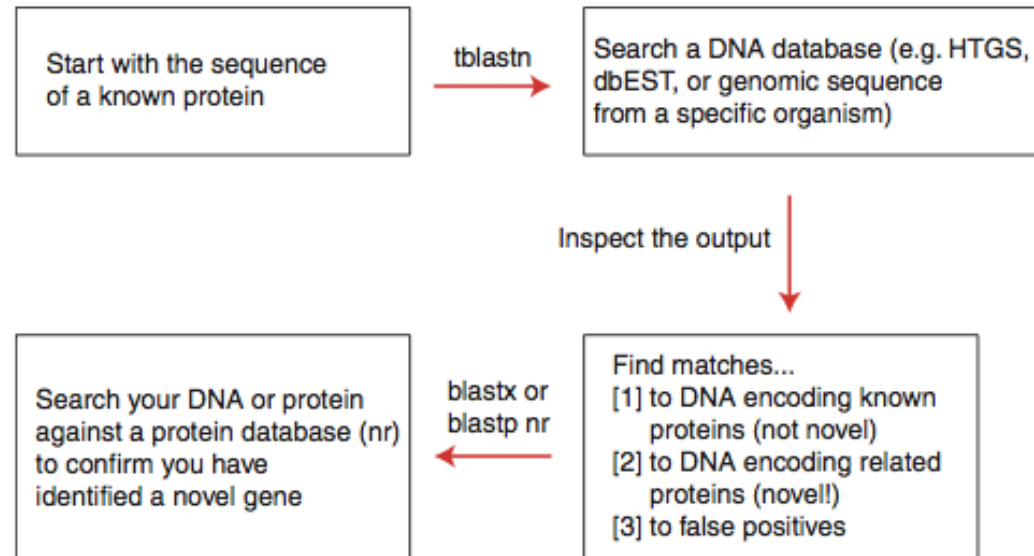 Start with the sequence
of a known protein
tblastn
Search a DNA database (e.g. HTGS,
dbEST, or genomic sequence
from a specific organism)
Inspect the output
Find matches...
[1] to DNA encoding known
proteins (not novel)
[2] to DNA encoding related
proteins (novel!)
[3] to false positives
blastx or
blastp nr
Search your DNA or protein
against a protein database (nr)
to confirm you have
identified a novel gene